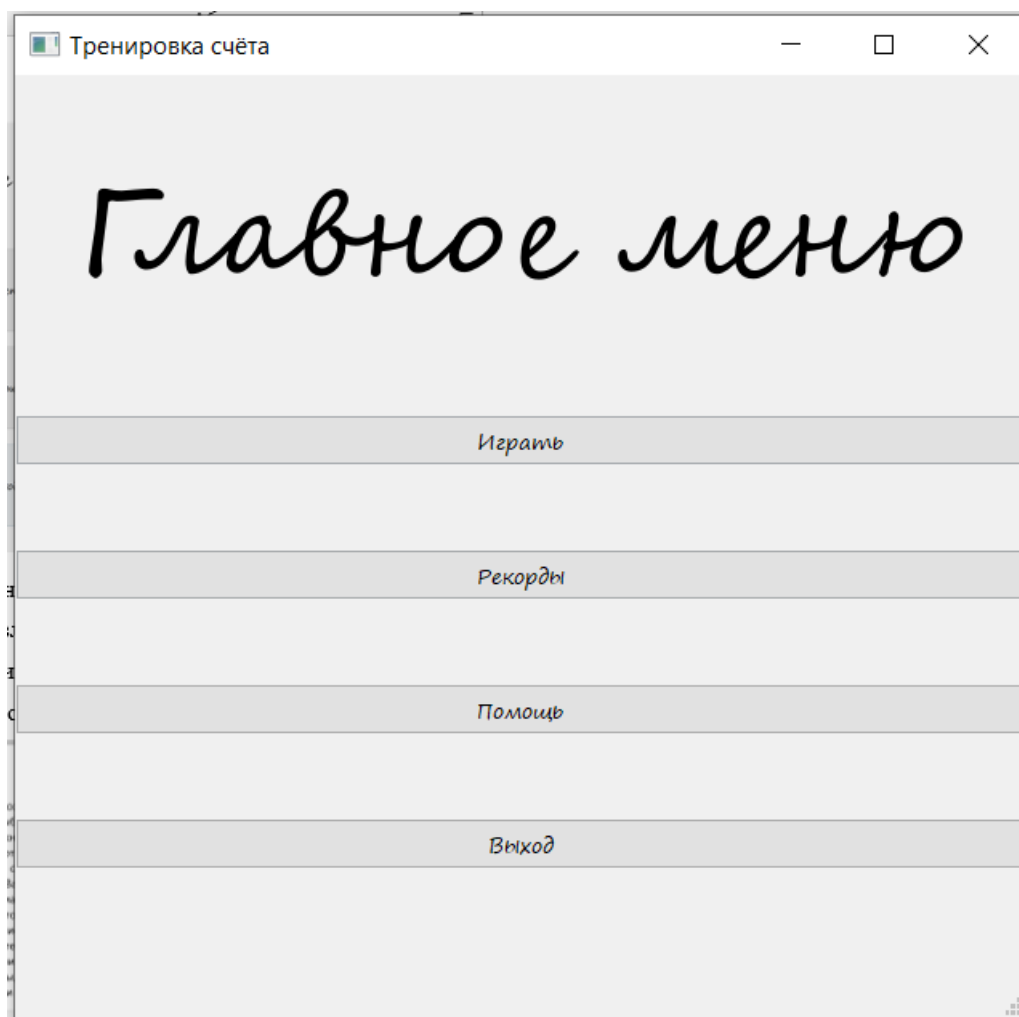 Тренировка счёта
Главное меню
Играть
Рекорды
Помощь
Выход